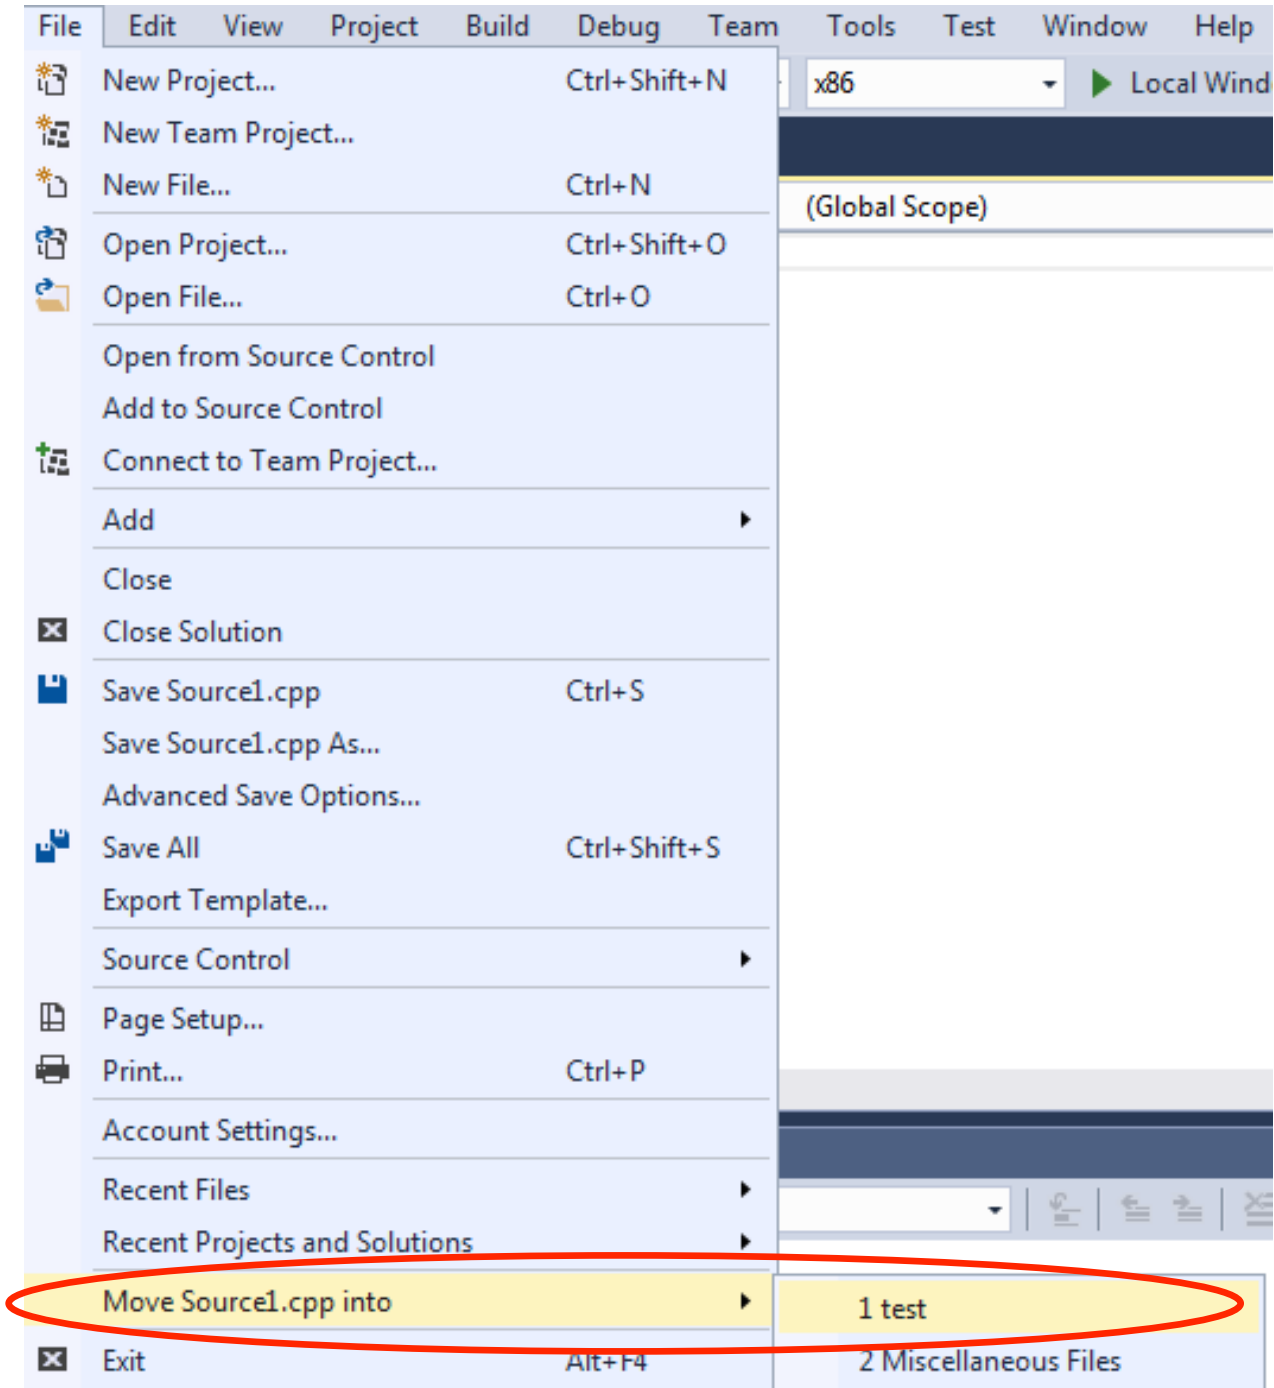 File Edit View Project Build Debug Team Tools Test Window Help
New Project... Ctrl+Shift+N
x86 Local Wind
New Team Project...
New File... Ctrl+N
(Global Scope)
Open Project... Ctrl+Shift+O
Open File... Ctrl+O
Open from Source Control
Add to Source Control
Connect to Team Project...
Add
Close
Close Solution
Save Source1.cpp Ctrl+S
Save Source1.cpp As...
Advanced Save Options...
Save All Ctrl+Shift+S
Export Template...
Source Control
Page Setup...
Print... Ctrl+P
Account Settings...
Recent Files
Recent Projects and Solutions
Move Source1.cpp into
1 test
Exit Alt+F4
2 Miscellaneous Files